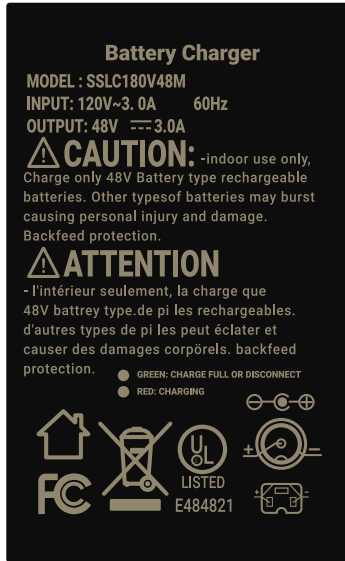 Battery Charger
MODEL : SSLC180V48M
INPUT: 120V~3. 0A 60Hz
OUTPUT: 48V ⎓3.0A
⚠CAUTION: -indoor use only,
Charge only 48V Battery type rechargeable
batteries. Other typesof batteries may burst
causing personal injury and damage.
Backfeed protection.
⚠ATTENTION
- l'intérieur seulement, la charge que
48V battrey type.de pi les rechargeables.
d'autres types de pi les peut éclater et
causer des damages corpörels. backfeed
protection.
GREEN: CHARGE FULL OR DISCONNECT
RED: CHARGING
FC
UL
LISTED
E484821